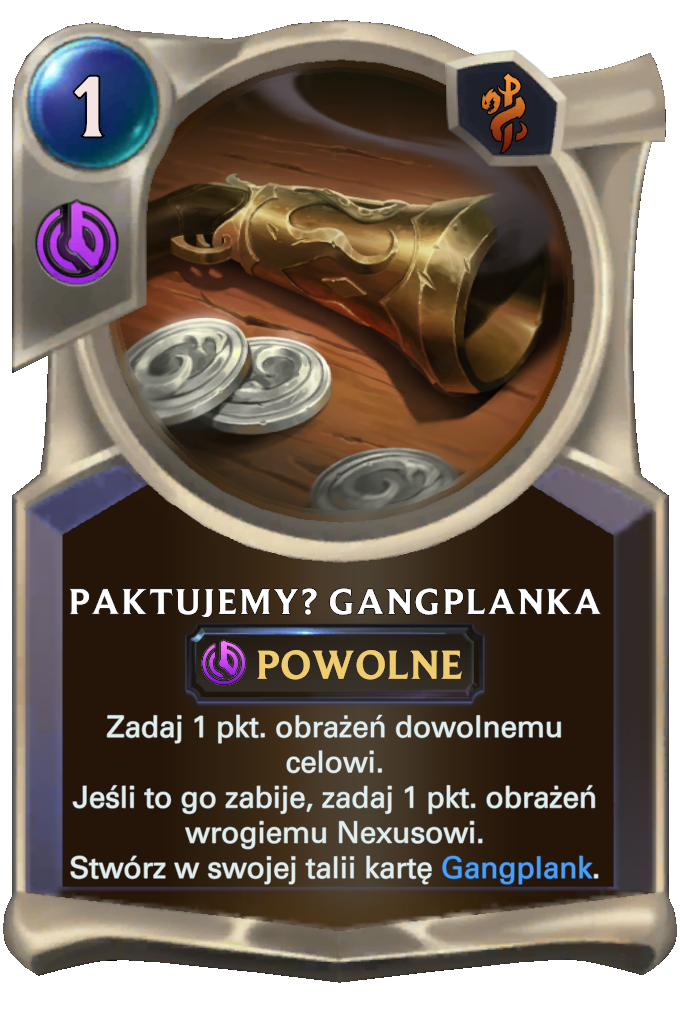 1
PAKTUJEMY? GANGPLANKA
POWOLNE
Zadaj 1 pkt. obrażeń dowolnemu
celowi.
Jeśli to go zabije, zadaj 1 pkt. obrażeń
wrogiemu Nexusowi.
Stwórz w swojej talii kartę Gangplank.